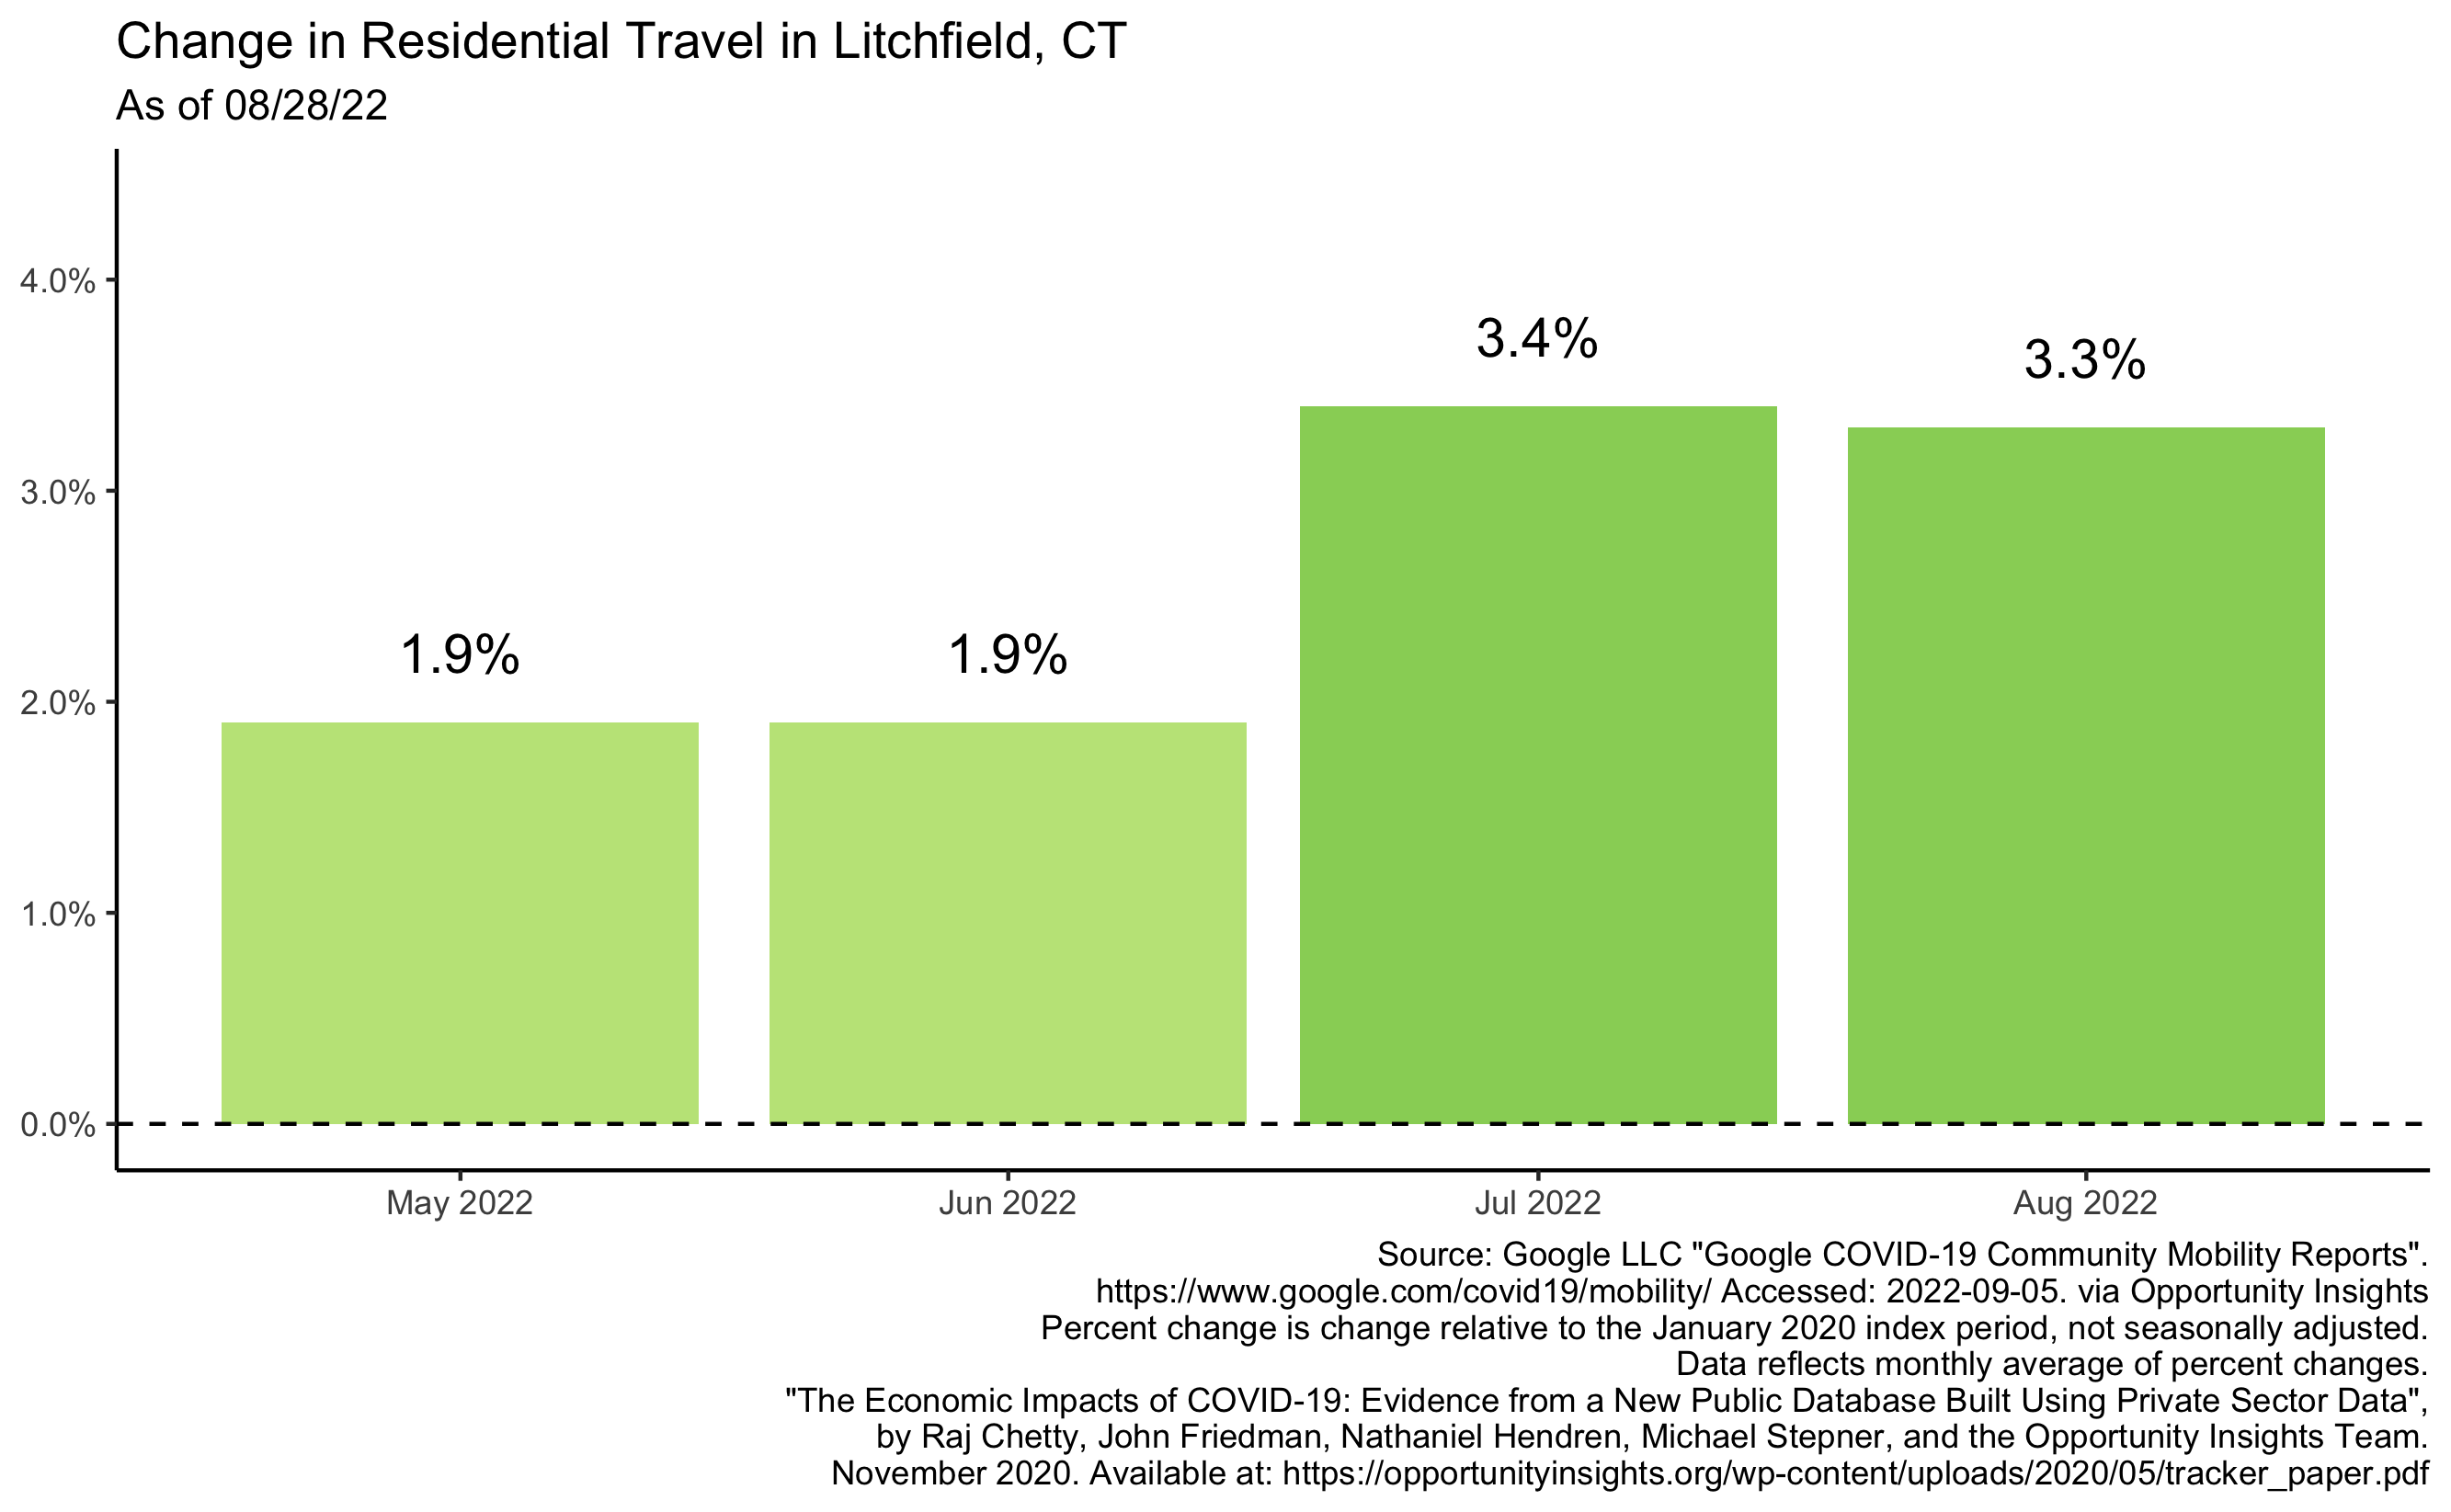 Change in Residential Travel in Litchfield, CT
As of 08/28/22
4.0%
3.0%
2.0%
1.0%
0.0%
1.9%
1.9%
3.4%
3.3%
May 2022
Jun 2022
Jul 2022
Aug 2022
Source: Google LLC "Google COVID-19 Community Mobility Reports".
https://www.google.com/covid19/mobility/ Accessed: 2022-09-05. via Opportunity Insights
Percent change is change relative to the January 2020 index period, not seasonally adjusted.
Data reflects monthly average of percent changes.
"The Economic Impacts of COVID-19: Evidence from a New Public Database Built Using Private Sector Data",
by Raj Chetty, John Friedman, Nathaniel Hendren, Michael Stepner, and the Opportunity Insights Team.
November 2020. Available at: https://opportunityinsights.org/wp-content/uploads/2020/05/tracker_paper.pdf